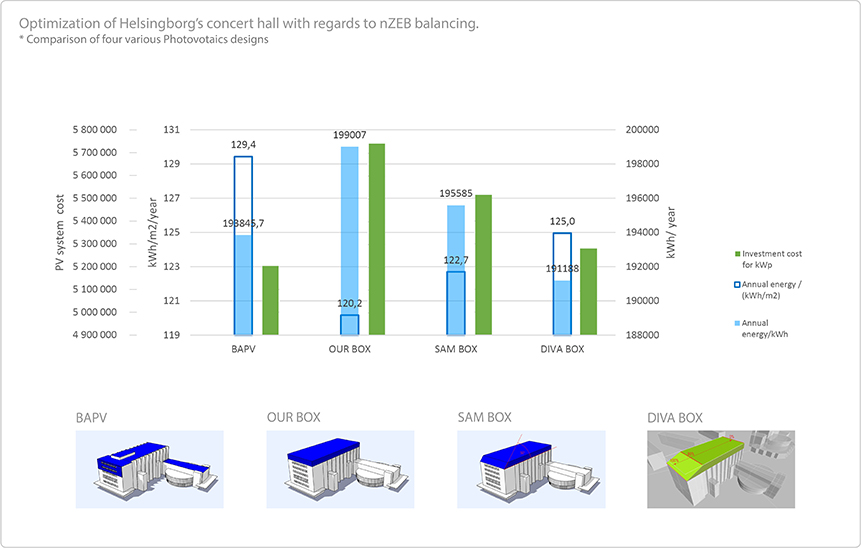 Optimization of Helsingborg's concert hall with regards to nZEB balancing.
* Comparison of four various Photovotaics designs
5 800 000
5 700 000
5 600 000
5 500 000
5 400 000
5 300 000
5 200 000
5 100 000
5 000 000
4 900 000
PV system cost
131
129
127
125
123
121
119
kWh/m2/year
129,4
193845,7
199007
120,2
195585
122,7
125,0
191188
200000
198000
196000
194000
192000
190000
188000
kWh/ year
BAPV
OUR BOX
SAM BOX
DIVA BOX
Investment cost
for kWp
Annual energy /
(kWh/m2)
Annual
energy/kWh
BAPV
OUR BOX
SAM BOX
DIVA BOX